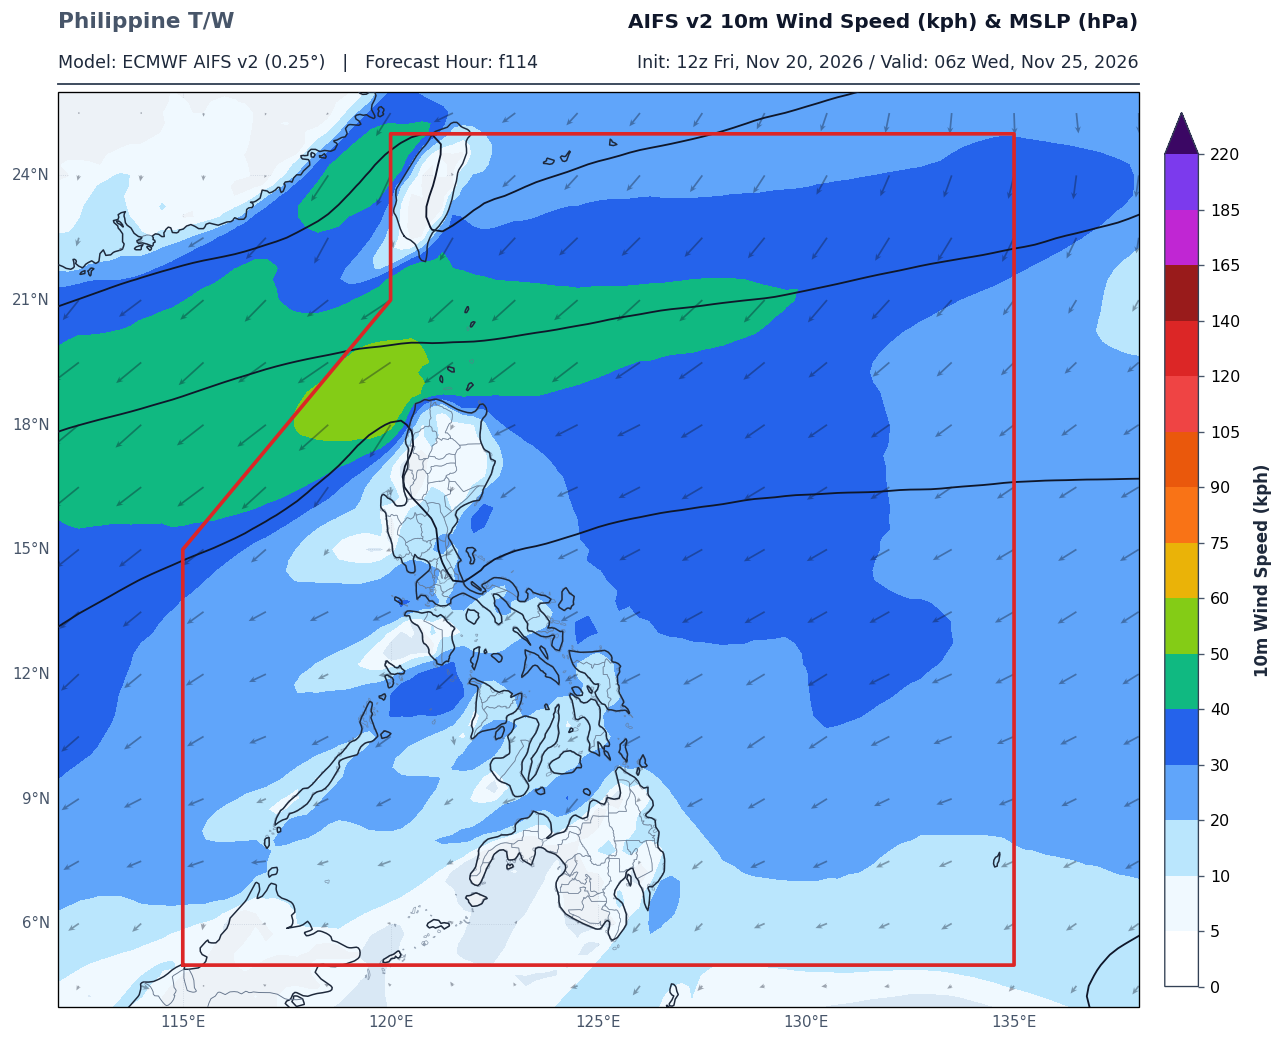 Philippine T/W
AIFS v2 10m Wind Speed (kph) & MSLP (hPa)
Model: ECMWF AIFS v2 (0.25°) | Forecast Hour: f114
Init: 12z Fri, Nov 20, 2026 / Valid: 06z Wed, Nov 25, 2026
24°N
21°N
18°N
15°N
12°N
9°N
6°N
115°E
120°E
125°E
130°E
135°E
220
185
165
140
120
105
90
75
60
50
40
30
20
10
5
0
10m Wind Speed (kph)